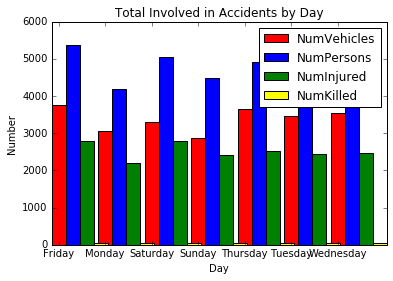 Total Involved in Accidents by Day
NumVehicles
NumPersons
NumInjured
NumKilled
6000
5000
4000
3000
2000
1000
0
Number
Friday Monday Saturday Sunday Thursday Tuesday Wednesday
Day